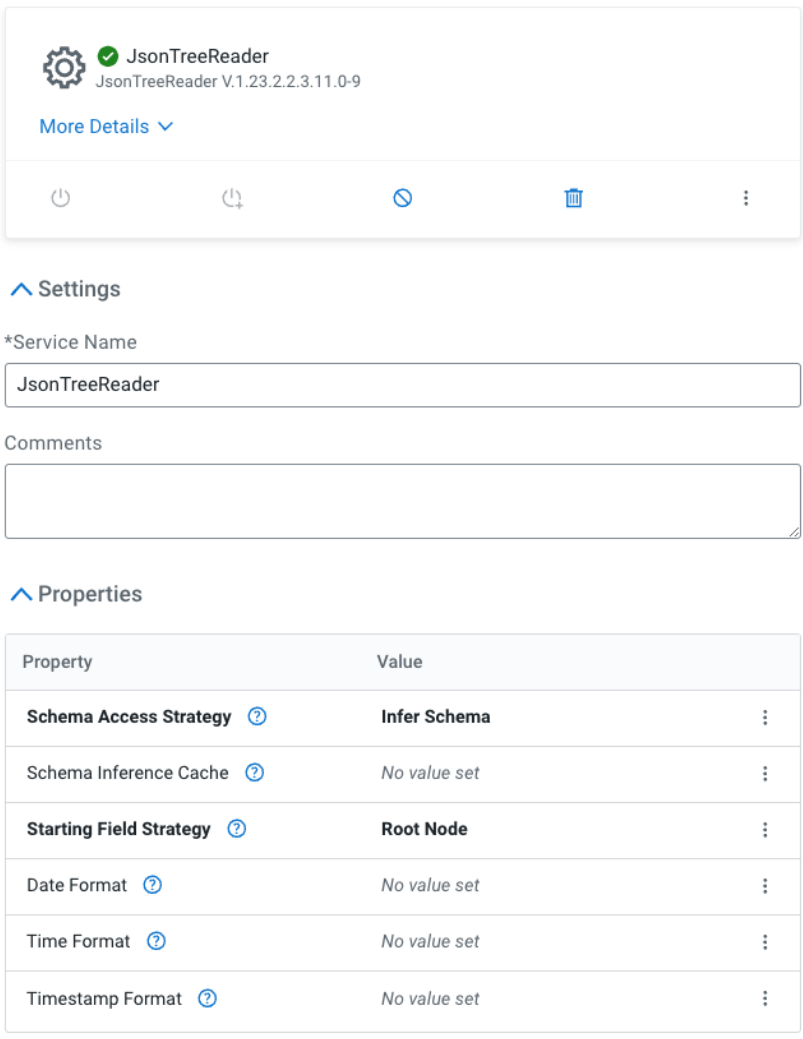 JsonTreeReader
JsonTreeReader V.1.23.2.2.3.11.0-9
More Details
Settings
*Service Name
JsonTreeReader
Comments
Properties
Property Value
Schema Access Strategy Infer Schema
Schema Inference Cache No value set
Starting Field Strategy Root Node
Date Format No value set
Time Format No value set
Timestamp Format No value set